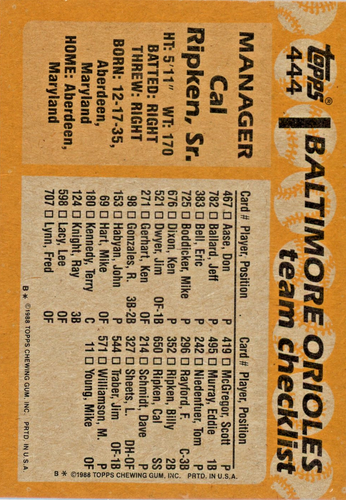 Topps
444
BALTIMORE ORIOLES
team checklist
MANAGER
Cal
Ripken, Sr.
HT: 5'11" WT: 170
BATTED: RIGHT
THREW: RIGHT
BORN: 12-17-35,
Aberdeen,
Maryland
HOME: Aberdeen,
Maryland
Card # Player, Position
467 □ Aase, Don P
782 □ Ballard, Jeff P
383 □ Bell, Eric P
725 □ Boddicker, Mike P
676 □ Dixon, Ken P
521 □ Dwyer, Jim OF-1B
271 □ Gerhart, Ken OF
98 □ Gonzales, R. 3B-2B
153 □ Habyan, John P
69 □ Hart, Mike OF
180 □ Kennedy, Terry C
124 □ Knight, Ray 3B
598 □ Lacy, Lee OF
707 □ Lynn, Fred OF
Card # Player, Position
419 □ McGregor, Scott P
495 □ Murray, Eddie 1B
242 □ Niedenfuer, Tom P
296 □ Rayford, F. C-3B
352 □ Ripken, Billy 2B
650 □ Ripken, Cal SS
214 □ Schmidt, Dave P
327 □ Sheets, L. DH-OF
544 □ Traber, Jim OF-1B
577 □ Williamson, M. P
11 □ Young, Mike OF
B* ©1988 TOPPS CHEWING GUM, INC. PRTD. IN U.S.A.
B * ©1988 TOPPS CHEWING GUM, INC. PRTD. IN U.S.A.